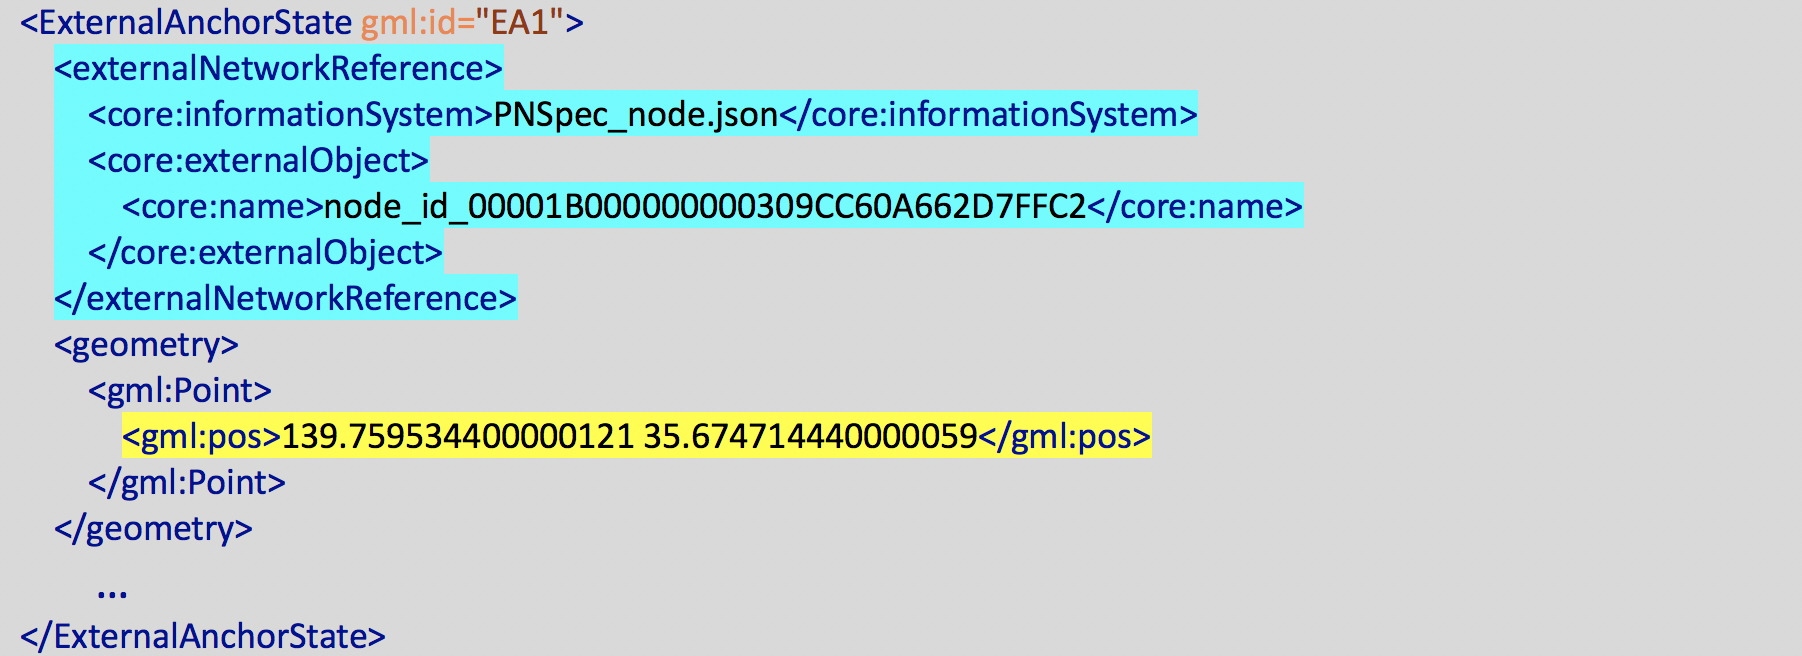 <ExternalAnchorState gml:id="EA1">
<externalNetworkReference>
<core:informationSystem>PNSpec_node.json</core:informationSystem>
<core:externalObject>
<core:name>node_id_00001B000000000309CC60A662D7FFC2</core:name>
</core:externalObject>
</externalNetworkReference>
<geometry>
<gml:Point>
<gml:pos>139.759534400000121 35.674714440000059</gml:pos>
</gml:Point>
</geometry>
...
</ExternalAnchorState>